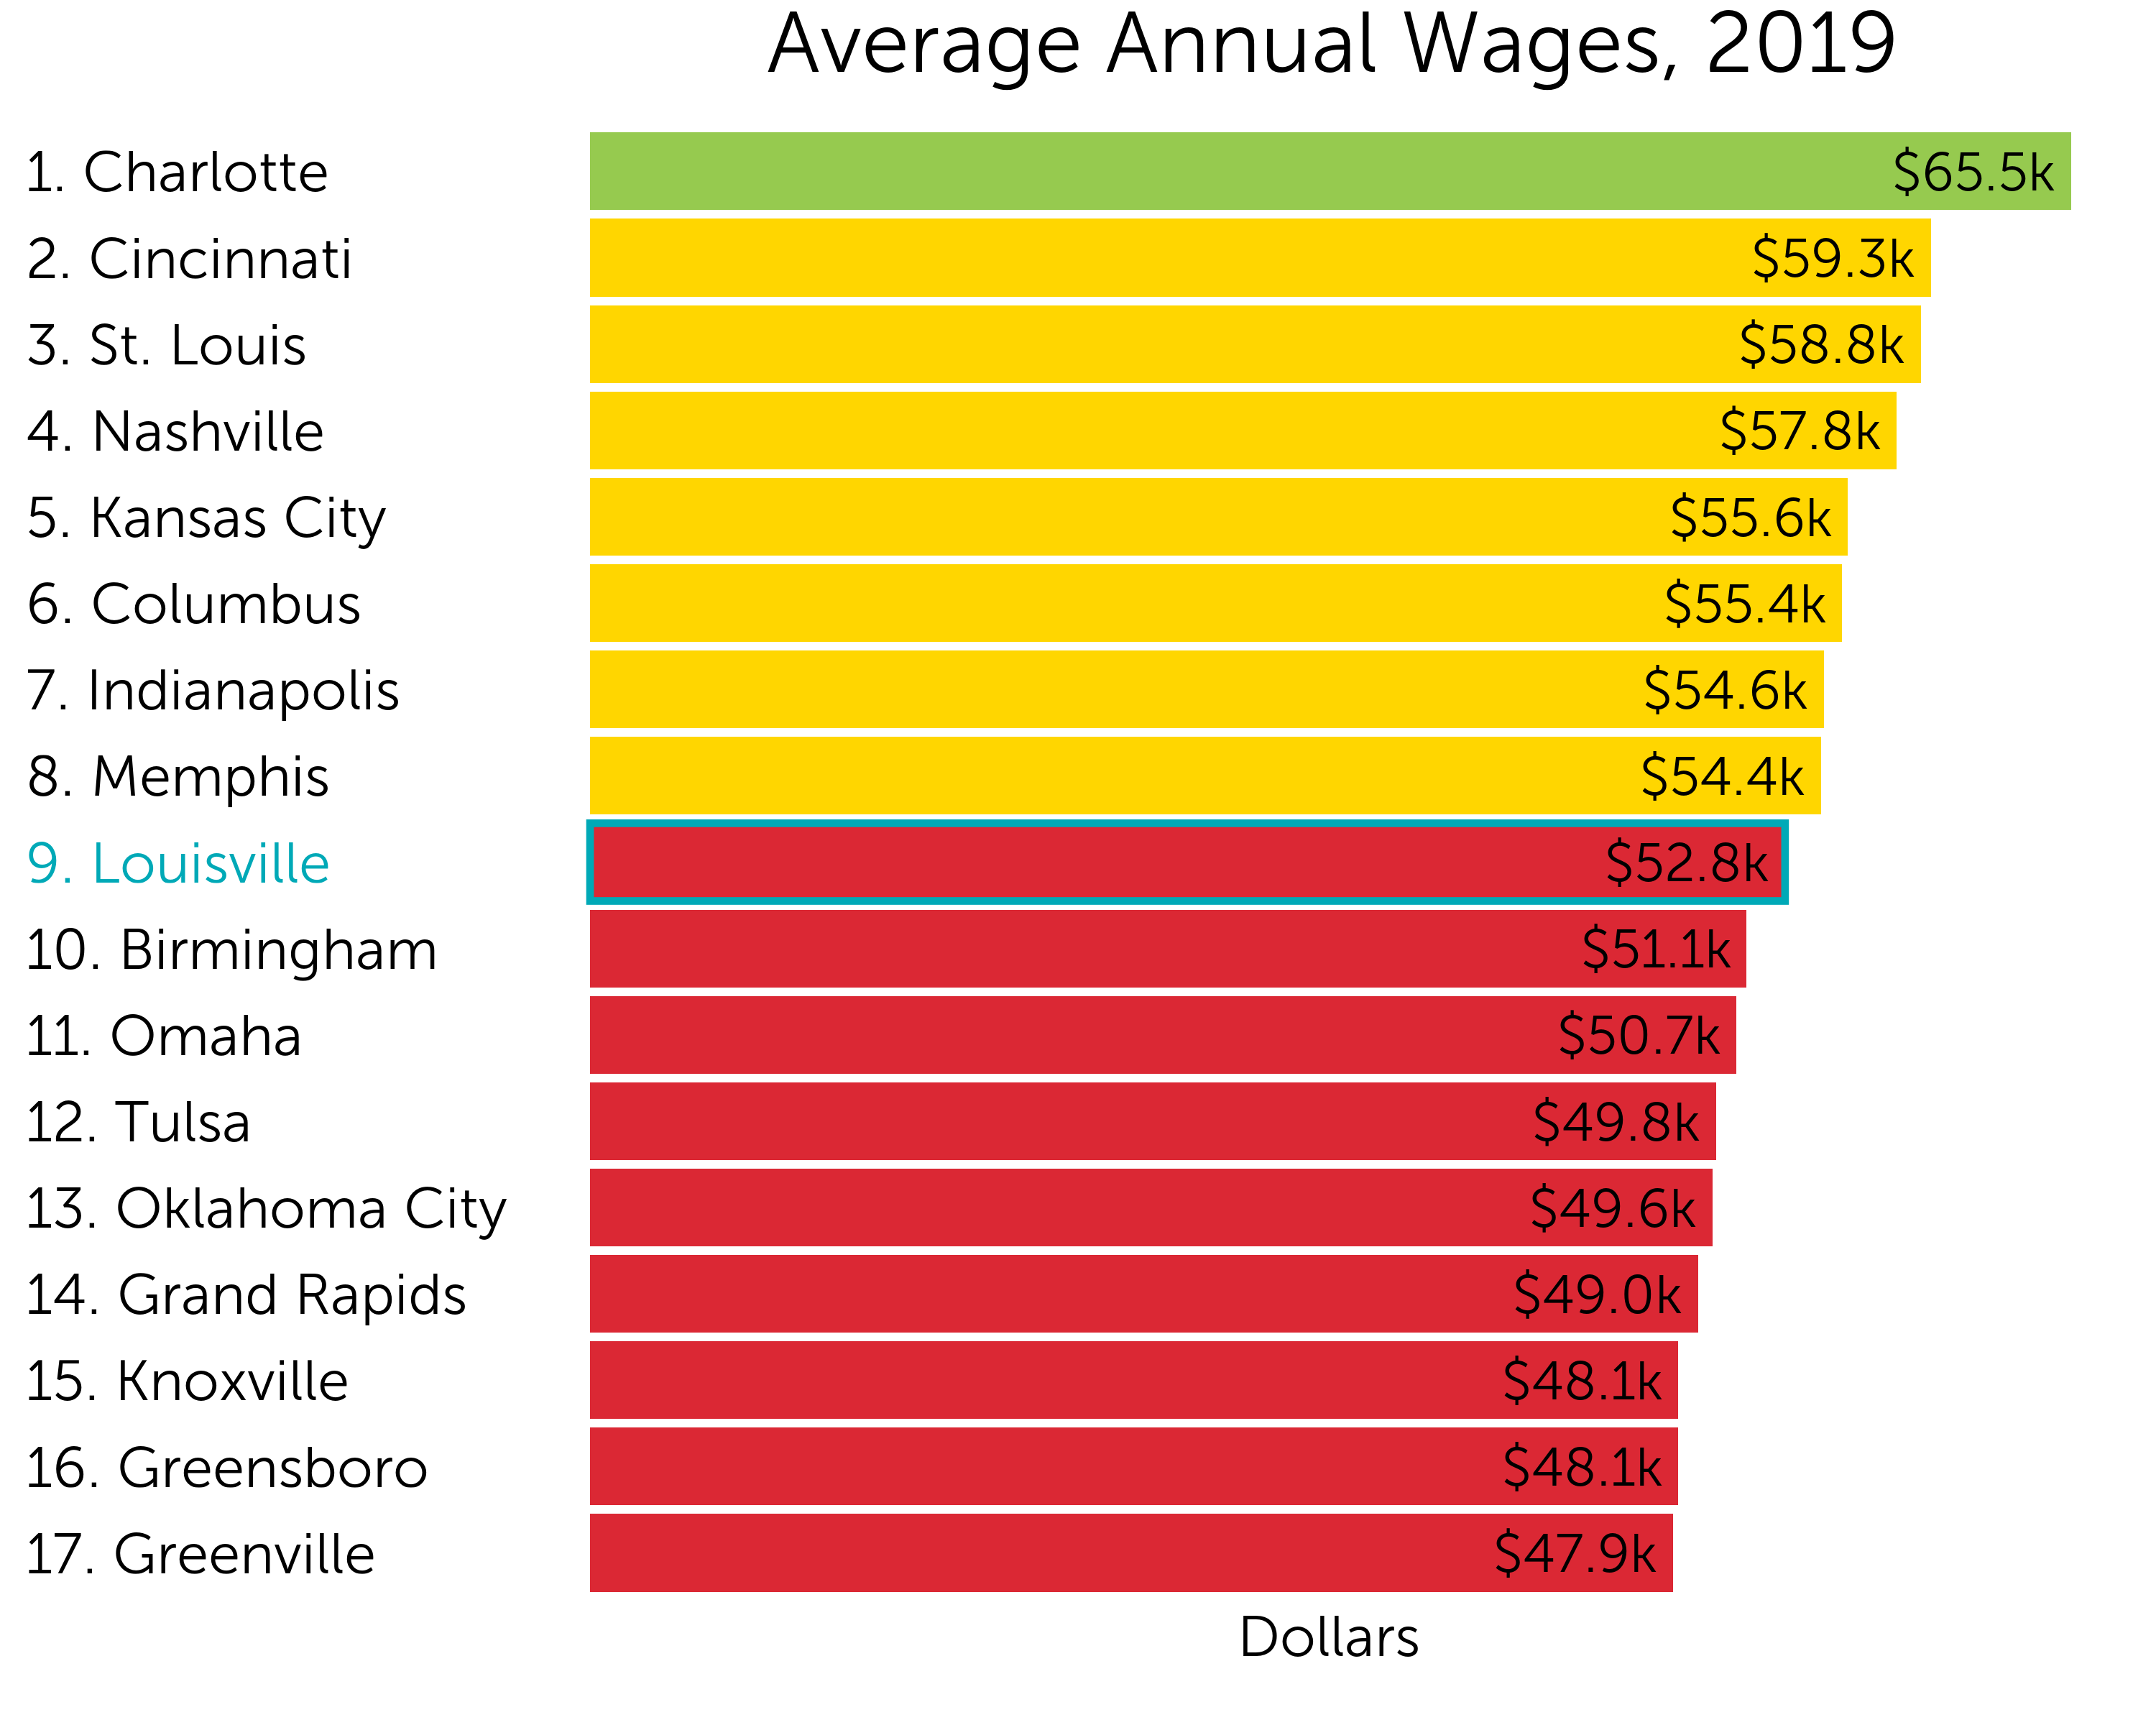 Average Annual Wages, 2019
1. Charlotte $65.5k
2. Cincinnati $59.3k
3. St. Louis $58.8k
4. Nashville $57.8k
5. Kansas City $55.6k
6. Columbus $55.4k
7. Indianapolis $54.6k
8. Memphis $54.4k
9. Louisville $52.8k
10. Birmingham $51.1k
11. Omaha $50.7k
12. Tulsa $49.8k
13. Oklahoma City $49.6k
14. Grand Rapids $49.0k
15. Knoxville $48.1k
16. Greensboro $48.1k
17. Greenville $47.9k
Dollars